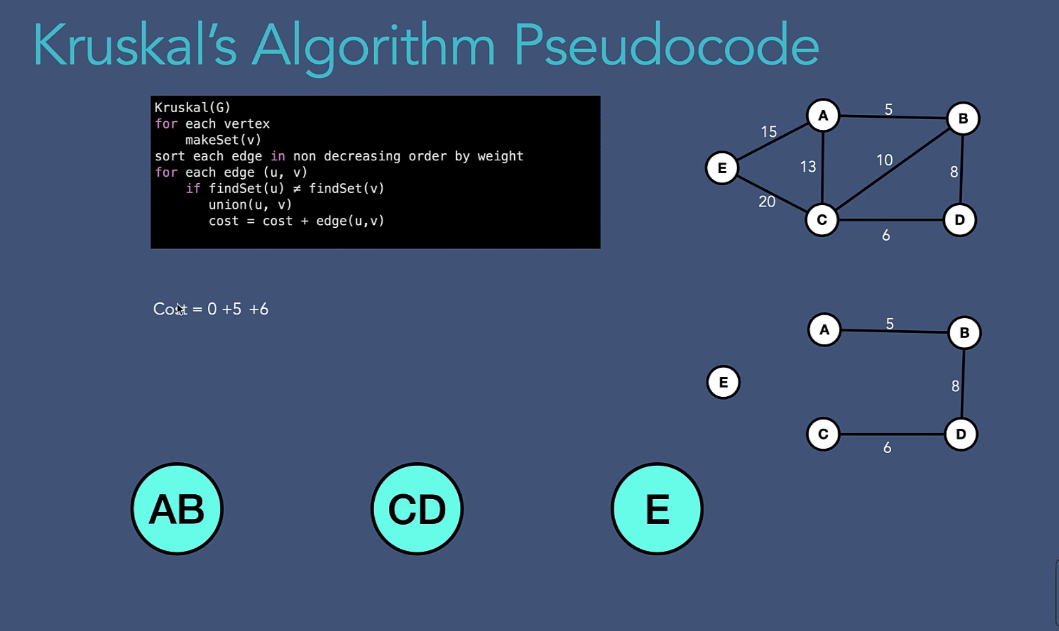 Kruskal's Algorithm Pseudocode
Kruskal(G)
for each vertex
makeSet(v)
sort each edge in non decreasing order by weight
for each edge (u, v)
if findSet(u) ≠ findSet(v)
union(u, v)
cost = cost + edge(u,v)
A
5
B
15
E
13
10
8
20
C
6
D
Cost = 0 +5 +6
A
5
B
E
8
C
6
D
AB
CD
E